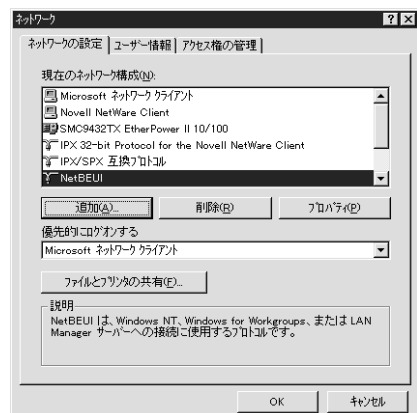 ネットワーク
ネットワークの設定 ユーザー情報 アクセス権の管理
現在のネットワーク構成(N):
Microsoft ネットワーク クライアント
Novell NetWare Client
SMC9432TX EtherPower II 10/100
IPX 32-bit Protocol for the Novell NetWare Client
IPX/SPX 互換プロトコル
NetBEUI
追加(A)... 削除(R) プロパティ(P)
優先的にログオンする
Microsoft ネットワーク クライアント
ファイルとプリンタの共有(F)...
説明
NetBEUI は、Windows NT、Windows for Workgroups、または LAN
Manager サーバーへの接続に使用するプロトコルです。
OK キャンセル